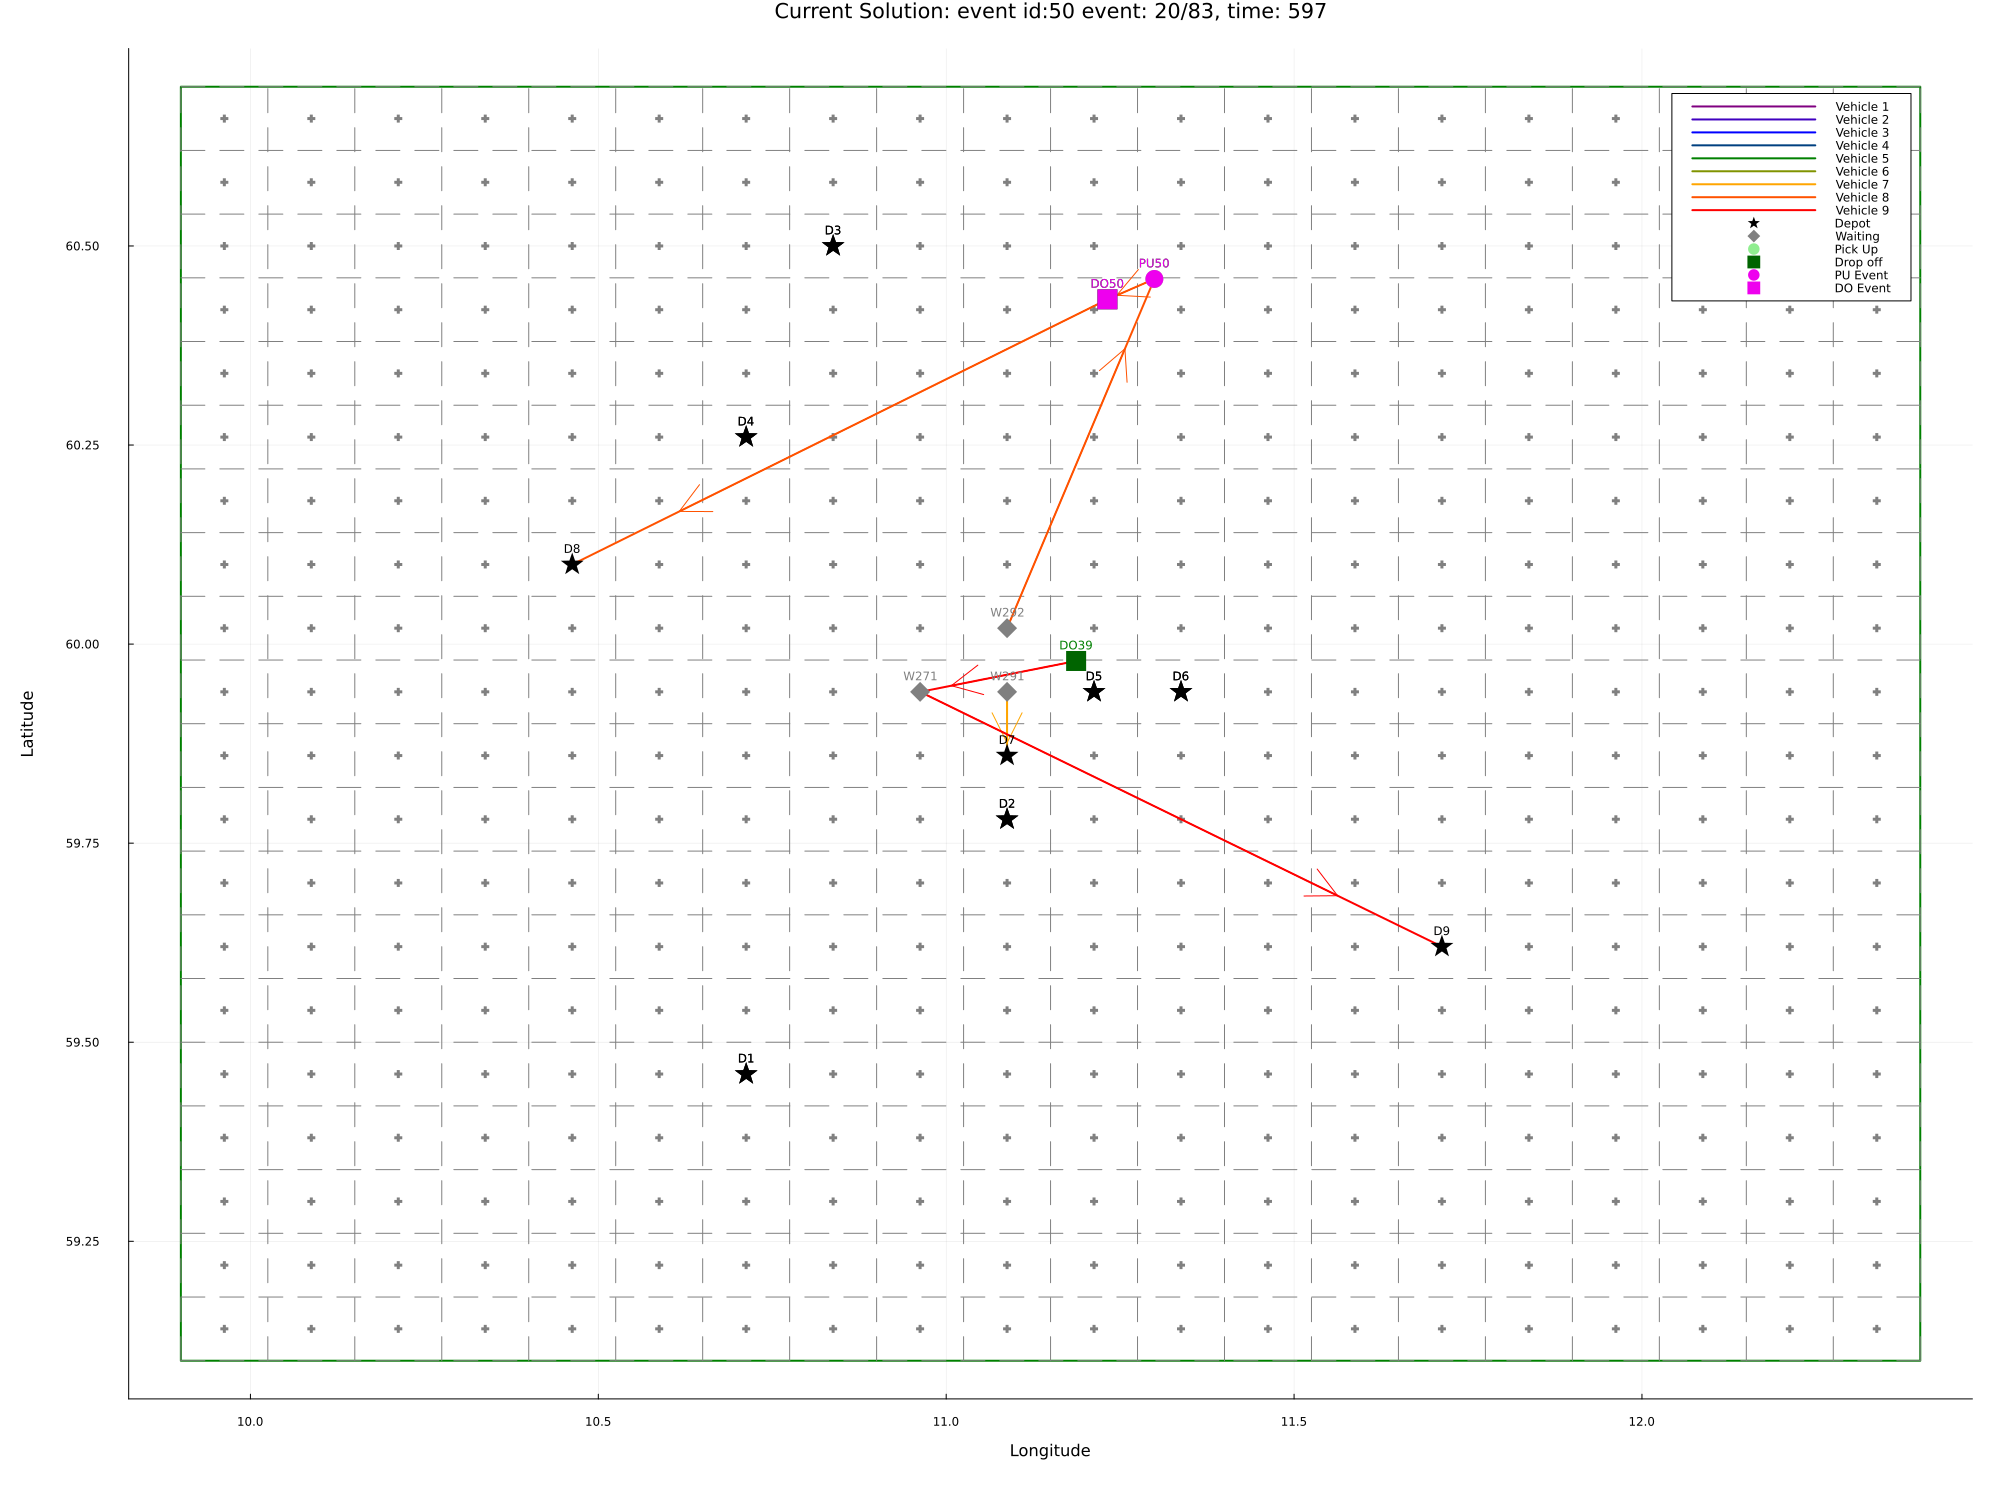 Current Solution: event id:50 event: 20/83, time: 597
Vehicle 1
Vehicle 2
Vehicle 3
Vehicle 4
Vehicle 5
Vehicle 6
Vehicle 7
Vehicle 8
Vehicle 9
Depot
Waiting
Pick Up
Drop off
PU Event
DO Event
D3
60.50
PU50
DO50
D4
60.25
D8
W292
60.00
DO39
W271
W291
D5
D6
D7
Latitude
D2
59.75
D9
59.50
D1
59.25
10.0
10.5
11.0
11.5
12.0
Longitude